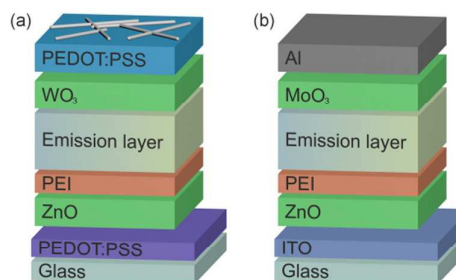 (a)
PEDOT:PSS
WO₃
Emission layer
PEI
ZnO
PEDOT:PSS
Glass
(b)
Al
MoO₃
Emission layer
PEI
ZnO
ITO
Glass